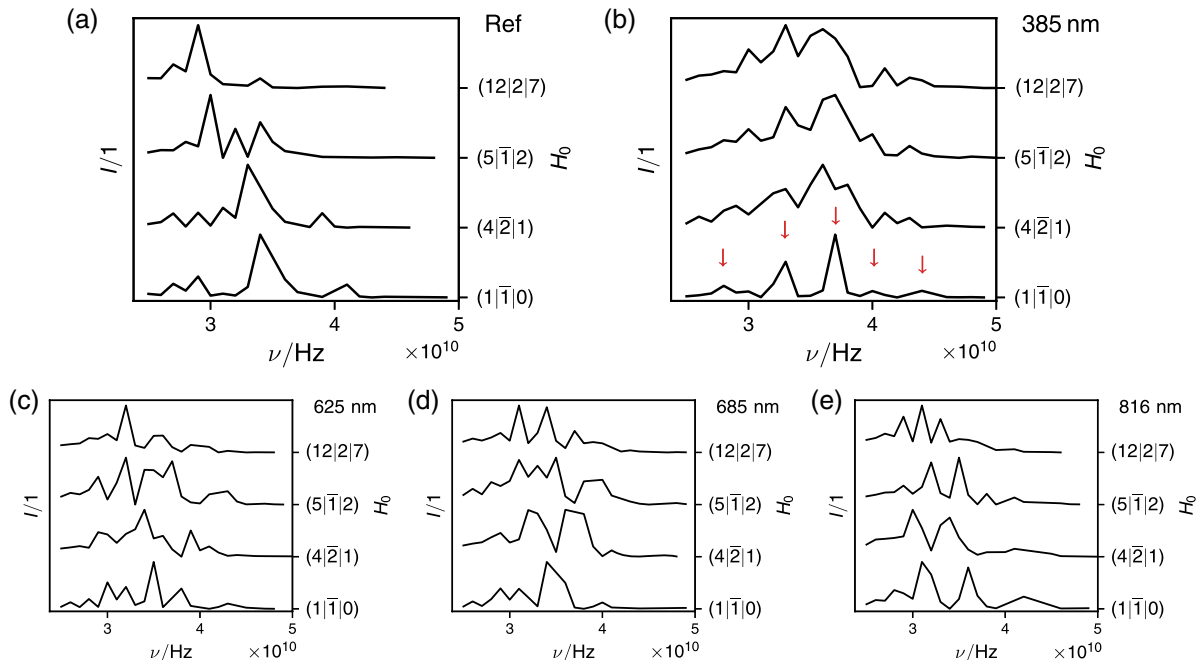 (a) Ref
(12|2|7)
(5|1̅|2)
(4|2̅|1)
(1|1̅|0)
I/1
H₀
3 4 5
ν/Hz ×10¹⁰
(b) 385 nm
(12|2|7)
(5|1̅|2)
(4|2̅|1)
(1|1̅|0)
I/1
H₀
↓ ↓ ↓ ↓ ↓
3 4 5
ν/Hz ×10¹⁰
(c) 625 nm
(12|2|7)
(5|1̅|2)
(4|2̅|1)
(1|1̅|0)
I/1
H₀
3 4 5
ν/Hz ×10¹⁰
(d) 685 nm
(12|2|7)
(5|1̅|2)
(4|2̅|1)
(1|1̅|0)
I/1
H₀
3 4 5
ν/Hz ×10¹⁰
(e) 816 nm
(12|2|7)
(5|1̅|2)
(4|2̅|1)
(1|1̅|0)
I/1
H₀
3 4 5
ν/Hz ×10¹⁰